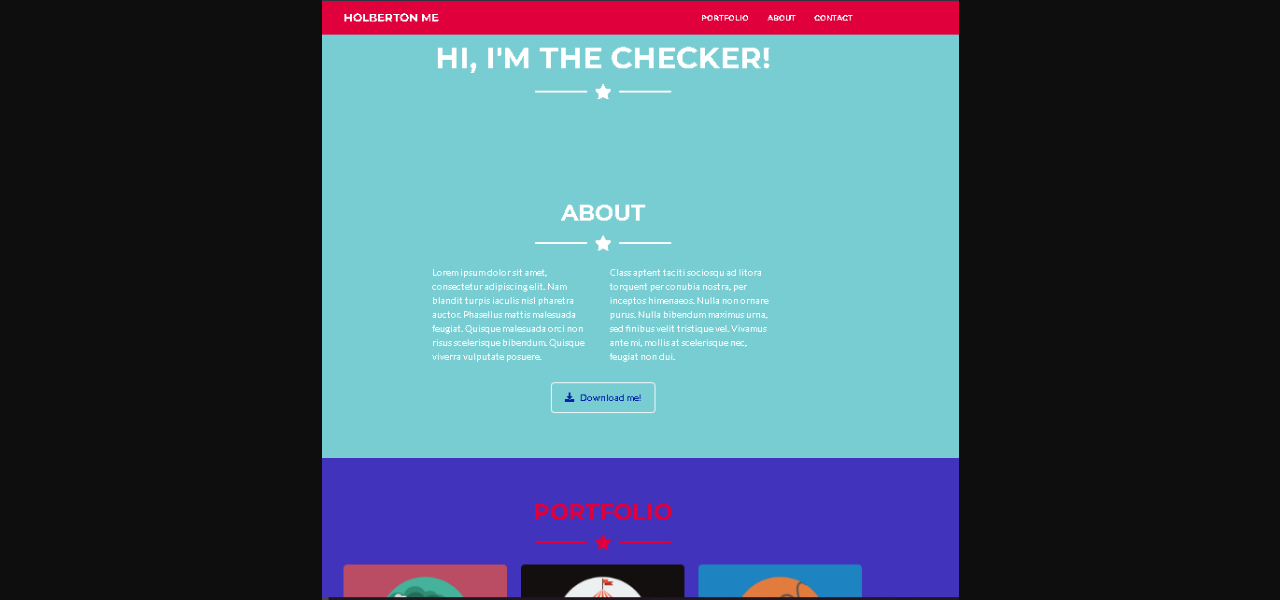 HOLBERTON ME
PORTFOLIO ABOUT CONTACT
HI, I'M THE CHECKER!
ABOUT
Lorem ipsum dolor sit amet,
consectetur adipiscing elit. Nam
blandit turpis iaculis nisl pharetra
auctor. Phasellus mattis malesuada
feugiat. Quisque malesuada orci non
risus scelerisque bibendum. Quisque
viverra vulputate posuere.
Class aptent taciti sociosqu ad litora
torquent per conubia nostra, per
inceptos himenaeos. Nulla non ornare
purus. Nulla bibendum maximus urna,
sed finibus velit tristique vel. Vivamus
ante mi, mollis at scelerisque nec,
feugiat non dui.
Download me!
PORTFOLIO